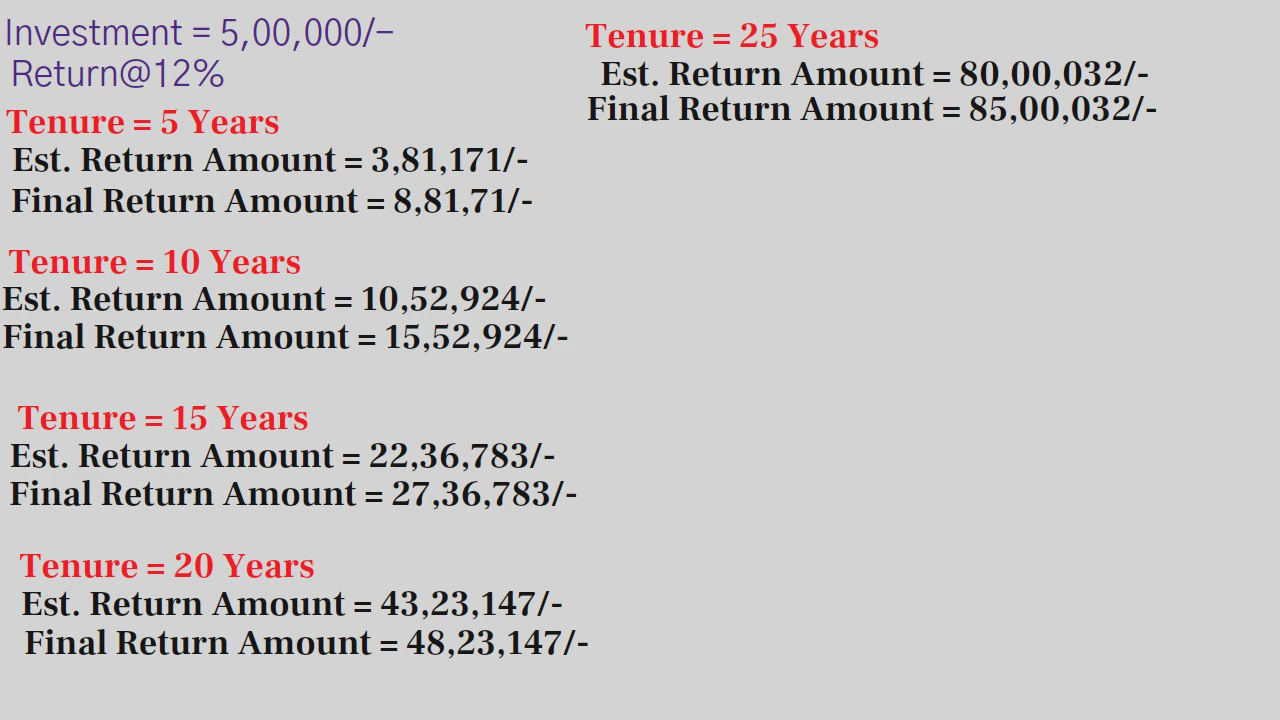 Investment = 5,00,000/-
Return@12%
Tenure = 5 Years
Est. Return Amount = 3,81,171/-
Final Return Amount = 8,81,71/-
Tenure = 10 Years
Est. Return Amount = 10,52,924/-
Final Return Amount = 15,52,924/-
Tenure = 15 Years
Est. Return Amount = 22,36,783/-
Final Return Amount = 27,36,783/-
Tenure = 20 Years
Est. Return Amount = 43,23,147/-
Final Return Amount = 48,23,147/-
Tenure = 25 Years
Est. Return Amount = 80,00,032/-
Final Return Amount = 85,00,032/-